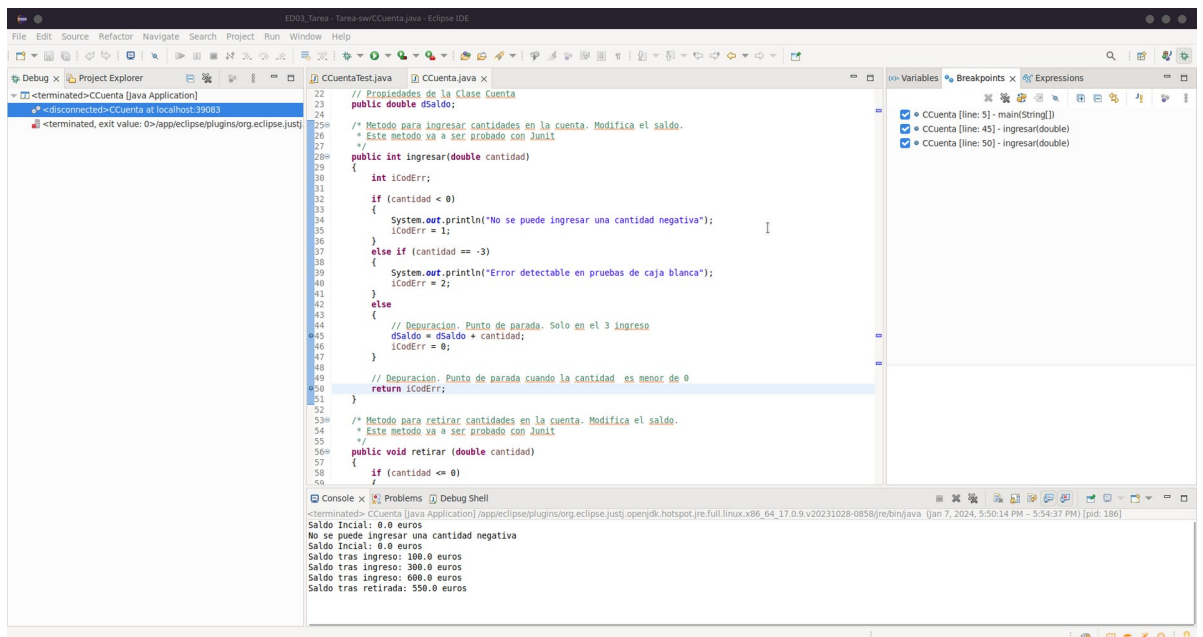 ED03_Tarea - Tarea-sw/CCuenta.java - Eclipse IDE
File Edit Source Refactor Navigate Search Project Run Window Help
Debug Project Explorer
<terminated>CCuenta [Java Application]
<disconnected>CCuenta at localhost:39083
<terminated, exit value: 0>/app/eclipse/plugins/org.eclipse.justj.
CCuentaTest.java CCuenta.java
22 // Propiedades de la Clase Cuenta
23 public double dSaldo;
24
25 /* Metodo para ingresar cantidades en la cuenta. Modifica el saldo.
26 * Este metodo va a ser probado con Junit
27 */
28 public int ingresar(double cantidad)
29 {
30 int iCodErr;
31
32 if (cantidad < 0)
33 {
34 System.out.println("No se puede ingresar una cantidad negativa");
35 iCodErr = 1;
36 }
37 else if (cantidad == -3)
38 {
39 System.out.println("Error detectable en pruebas de caja blanca");
40 iCodErr = 2;
41 }
42 else
43 {
44 // Depuracion. Punto de parada. Solo en el 3 ingreso
45 dSaldo = dSaldo + cantidad;
46 iCodErr = 0;
47 }
48
49 // Depuracion. Punto de parada cuando la cantidad es menor de 0
50 return iCodErr;
51 }
52
53 /* Metodo para retirar cantidades en la cuenta. Modifica el saldo.
54 * Este metodo va a ser probado con Junit
55 */
56 public void retirar (double cantidad)
57 {
58 if (cantidad <= 0)
59 {
Variables Breakpoints Expressions
CCuenta [line: 5] - main(String[])
CCuenta [line: 45] - ingresar(double)
CCuenta [line: 50] - ingresar(double)
Console Problems Debug Shell
<terminated> CCuenta [Java Application] /app/eclipse/plugins/org.eclipse.justj.openjdk.hotspot.jre.full.linux.x86_64_17.0.9.v20231028-0858/jre/bin/java (Jan 7, 2024, 5:50:14 PM – 5:54:37 PM) [pid: 186]
Saldo Incial: 0.0 euros
No se puede ingresar una cantidad negativa
Saldo Incial: 0.0 euros
Saldo tras ingreso: 100.0 euros
Saldo tras ingreso: 300.0 euros
Saldo tras ingreso: 600.0 euros
Saldo tras retirada: 550.0 euros